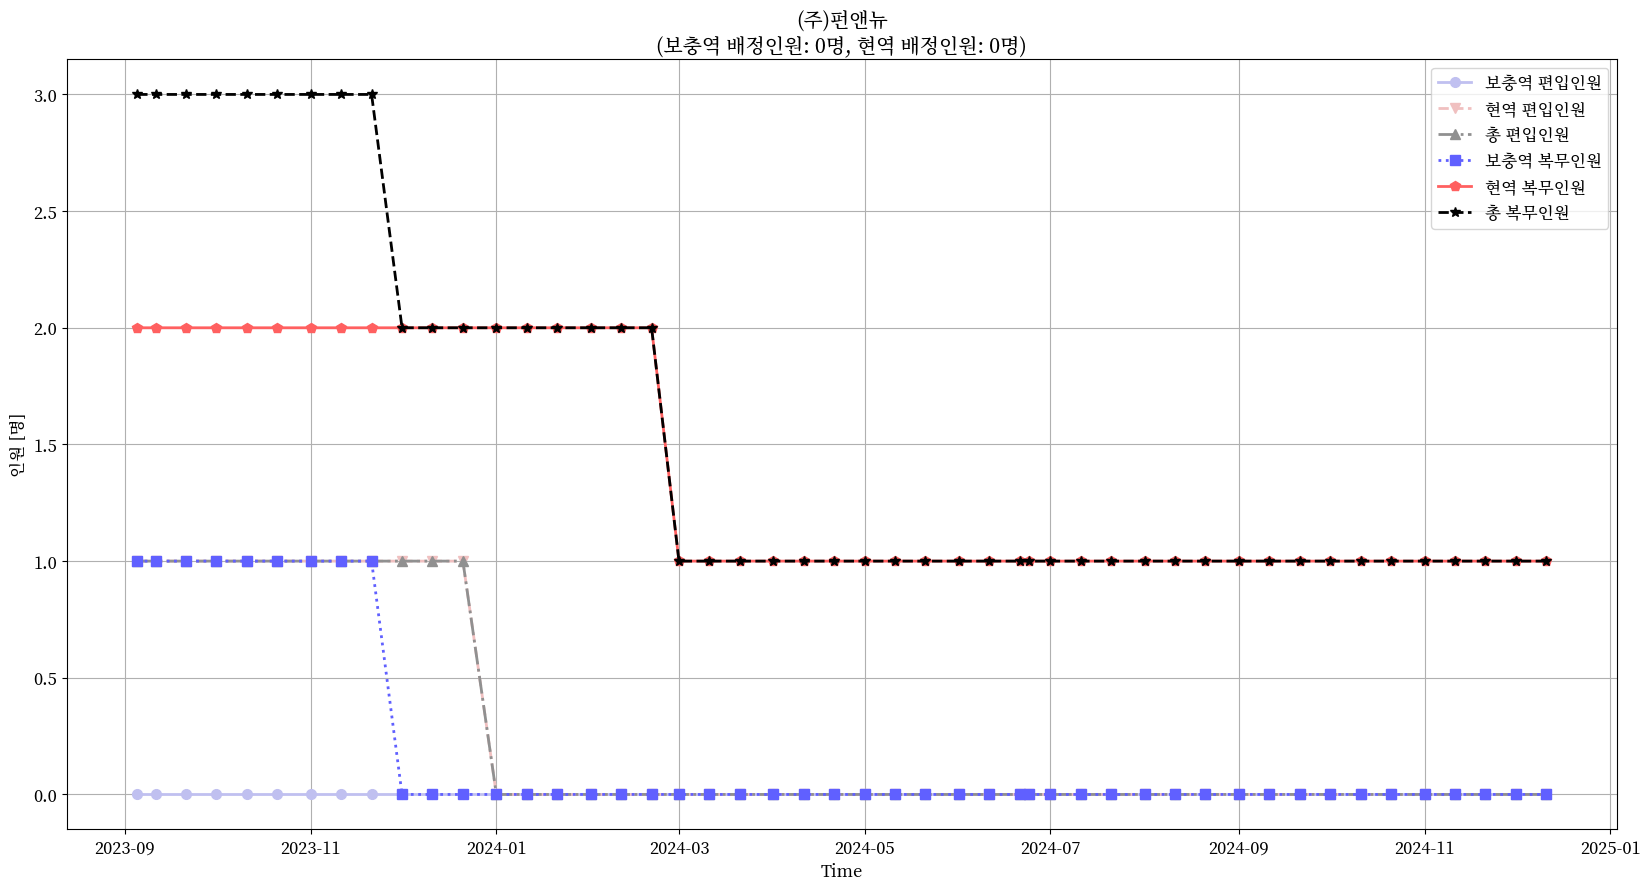 (주)펀앤뉴
(보충역 배정인원: 0명, 현역 배정인원: 0명)
보충역 편입인원
현역 편입인원
총 편입인원
보충역 복무인원
현역 복무인원
총 복무인원
인원 [명]
3.0
2.5
2.0
1.5
1.0
0.5
0.0
2023-09 2023-11 2024-01 2024-03 2024-05 2024-07 2024-09 2024-11 2025-01
Time